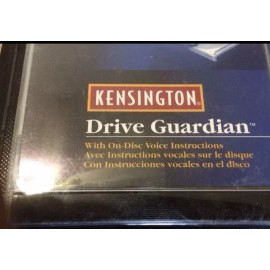 KENSINGTON®
Drive Guardian™
With On-Disc Voice Instructions
Avec Instructions vocales sur le disque
Con Instrucciones vocales en el disco